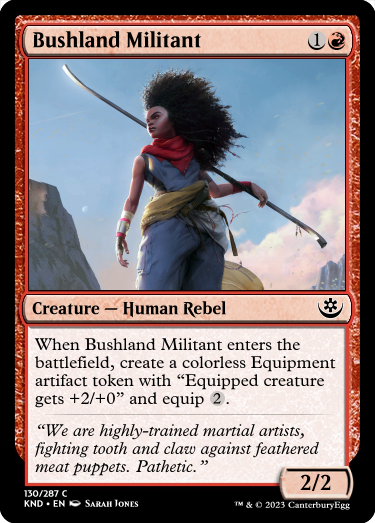 Bushland Militant 1
Creature — Human Rebel
When Bushland Militant enters the
battlefield, create a colorless Equipment
artifact token with “Equipped creature
gets +2/+0” and equip 2.
“We are highly-trained martial artists,
fighting tooth and claw against feathered
meat puppets. Pathetic.”
2/2
130/287 C
KND • EN Sarah Jones
™ & © 2023 CanterburyEgg